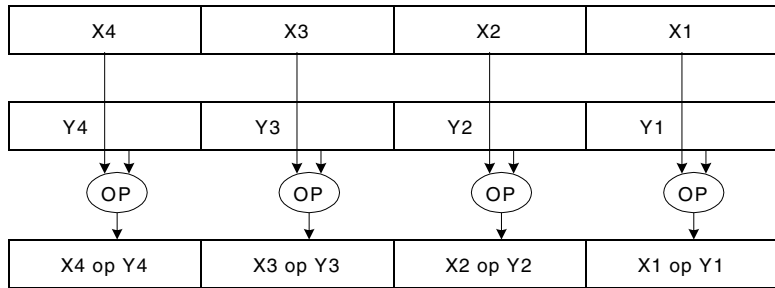 X4 X3 X2 X1
Y4 Y3 Y2 Y1
OP OP OP OP
X4 op Y4 X3 op Y3 X2 op Y2 X1 op Y1